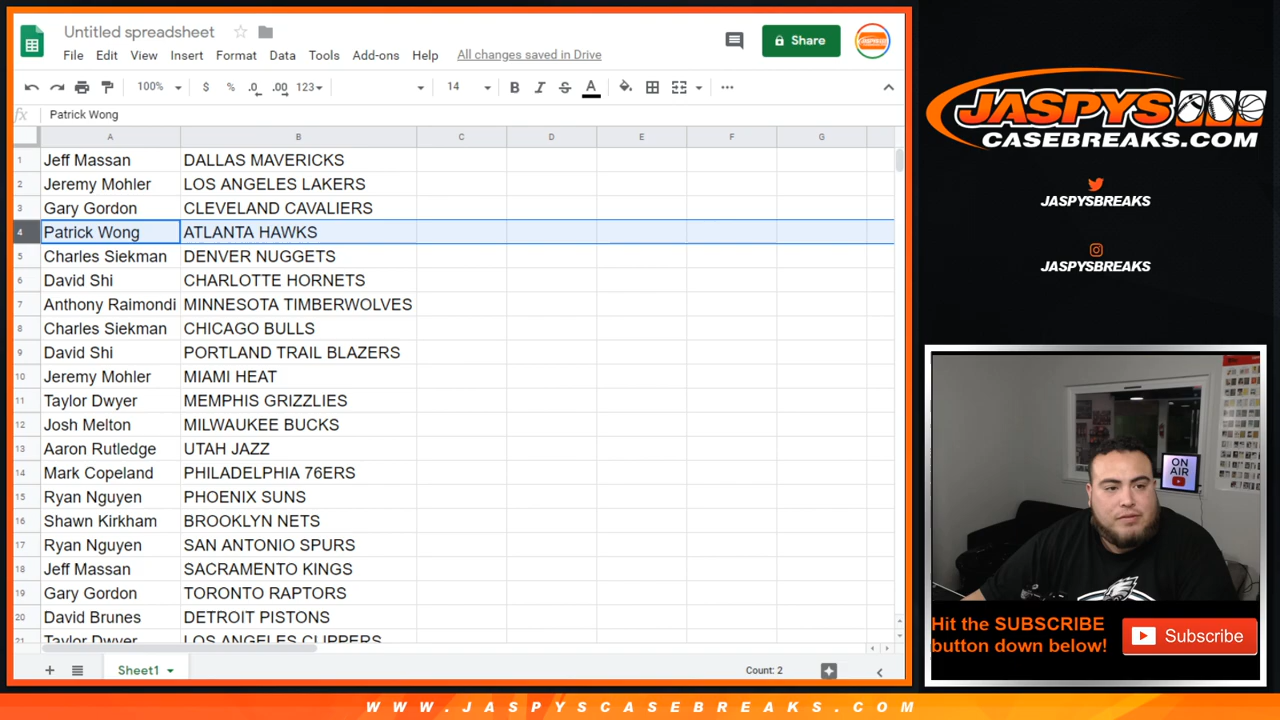 Untitled spreadsheet
File Edit View Insert Format Data Tools Add-ons Help All changes saved in Drive
Share
100% $ % .0 .00 123 14 B I S A
fx Patrick Wong
A B C D E F G
1 Jeff Massan DALLAS MAVERICKS
2 Jeremy Mohler LOS ANGELES LAKERS
3 Gary Gordon CLEVELAND CAVALIERS
4 Patrick Wong ATLANTA HAWKS
5 Charles Siekman DENVER NUGGETS
6 David Shi CHARLOTTE HORNETS
7 Anthony Raimondi MINNESOTA TIMBERWOLVES
8 Charles Siekman CHICAGO BULLS
9 David Shi PORTLAND TRAIL BLAZERS
10 Jeremy Mohler MIAMI HEAT
11 Taylor Dwyer MEMPHIS GRIZZLIES
12 Josh Melton MILWAUKEE BUCKS
13 Aaron Rutledge UTAH JAZZ
14 Mark Copeland PHILADELPHIA 76ERS
15 Ryan Nguyen PHOENIX SUNS
16 Shawn Kirkham BROOKLYN NETS
17 Ryan Nguyen SAN ANTONIO SPURS
18 Jeff Massan SACRAMENTO KINGS
19 Gary Gordon TORONTO RAPTORS
20 David Brunes DETROIT PISTONS
21 Taylor Dwyer LOS ANGELES CLIPPERS
Sheet1
Count: 2
JASPYS
CASEBREAKS.COM
JASPYSBREAKS
JASPYSBREAKS
ON
AIR
Hit the SUBSCRIBE
button down below!
Subscribe
WWW.JASPYSCASEBREAKS.COM